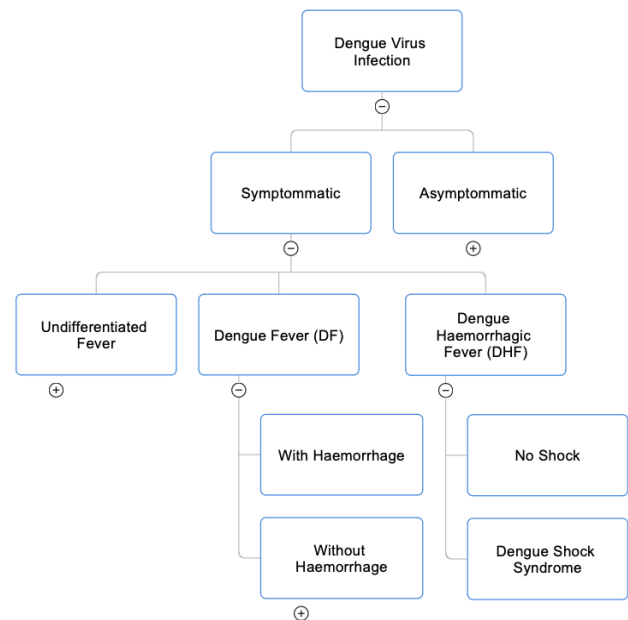 Dengue Virus
Infection
Symptommatic
Asymptommatic
Undifferentiated
Fever
Dengue Fever (DF)
Dengue
Haemorrhagic
Fever (DHF)
With Haemorrhage
No Shock
Without
Haemorrhage
Dengue Shock
Syndrome